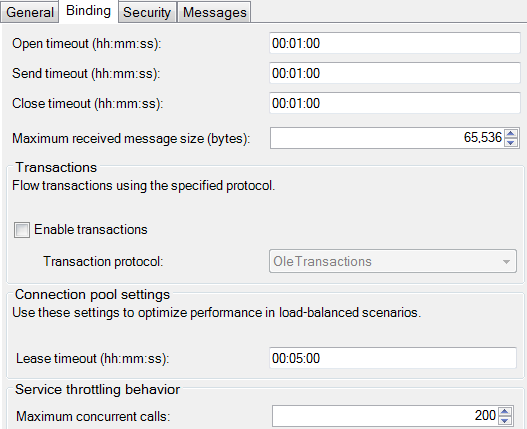 General Binding Security Messages
Open timeout (hh:mm:ss): 00:01:00
Send timeout (hh:mm:ss): 00:01:00
Close timeout (hh:mm:ss): 00:01:00
Maximum received message size (bytes): 65,536
Transactions
Flow transactions using the specified protocol.
Enable transactions
Transaction protocol: OleTransactions
Connection pool settings
Use these settings to optimize performance in load-balanced scenarios.
Lease timeout (hh:mm:ss): 00:05:00
Service throttling behavior
Maximum concurrent calls: 200